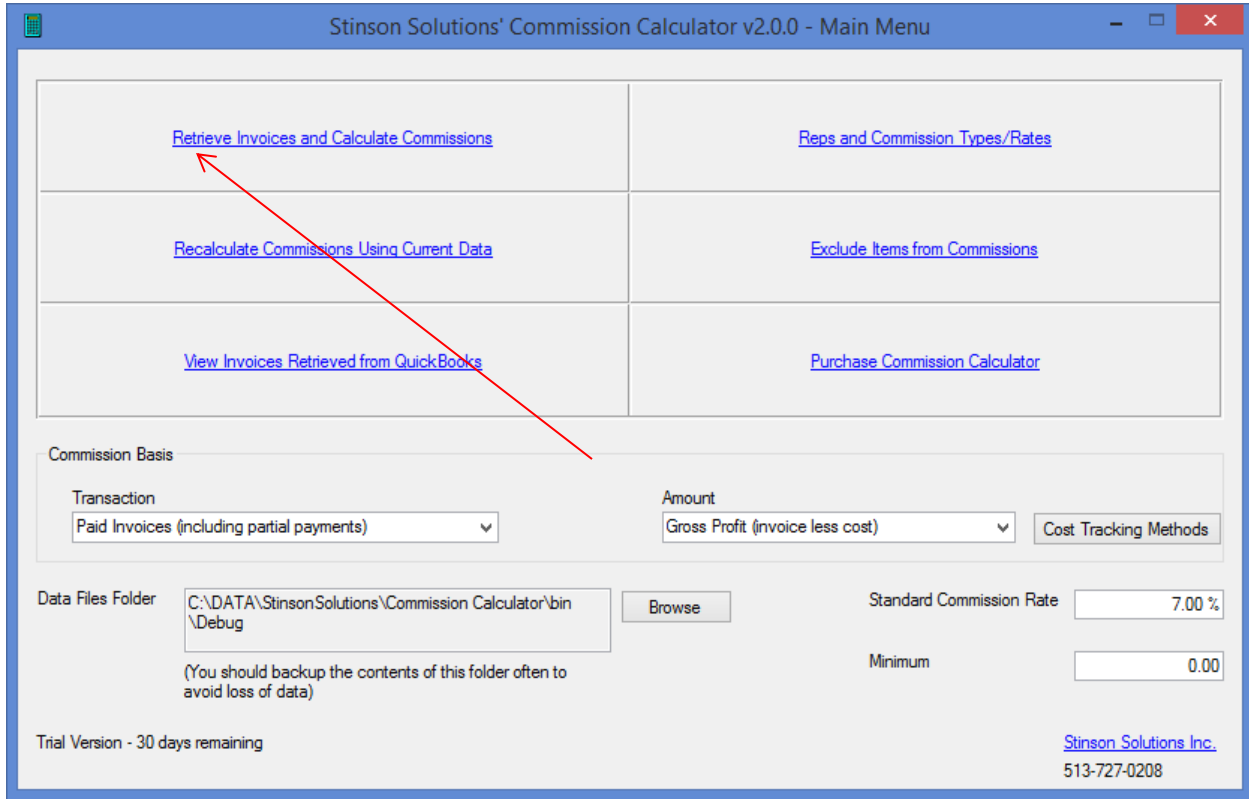 Stinson Solutions' Commission Calculator v2.0.0 - Main Menu
Retrieve Invoices and Calculate Commissions
Reps and Commission Types/Rates
Recalculate Commissions Using Current Data
Exclude Items from Commissions
View Invoices Retrieved from QuickBooks
Purchase Commission Calculator
Commission Basis
Transaction
Amount
Paid Invoices (including partial payments)
Gross Profit (invoice less cost)
Cost Tracking Methods
Data Files Folder
C:\DATA\StinsonSolutions\Commission Calculator\bin
\Debug
Browse
Standard Commission Rate
7.00 %
(You should backup the contents of this folder often to
avoid loss of data)
Minimum
0.00
Trial Version - 30 days remaining
Stinson Solutions Inc.
513-727-0208